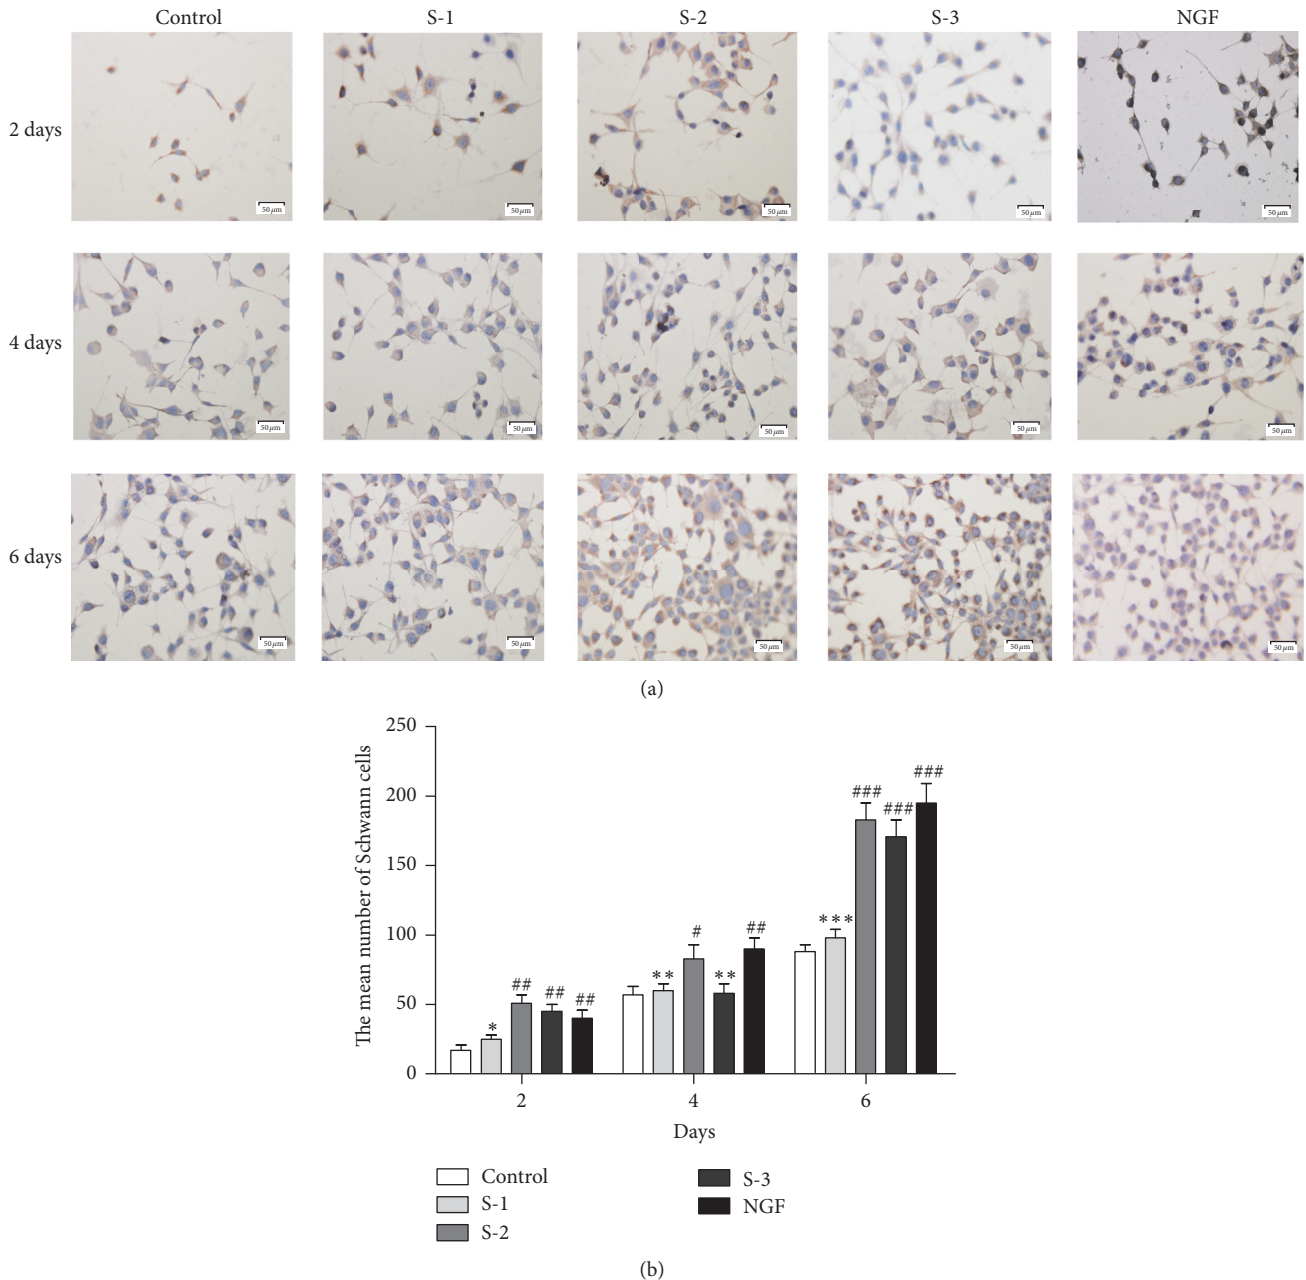 Control S-1 S-2 S-3 NGF
2 days
50 μm 50 μm 50 μm 50 μm 50 μm
4 days
50 μm 50 μm 50 μm 50 μm 50 μm
6 days
50 μm 50 μm 50 μm 50 μm 50 μm
(a)
The mean number of Schwann cells
250
200
150
100
50
0
* ## ## ##
** # ** ##
*** ### ### ###
2 4 6
Days
Control
S-1
S-2
S-3
NGF
(b)